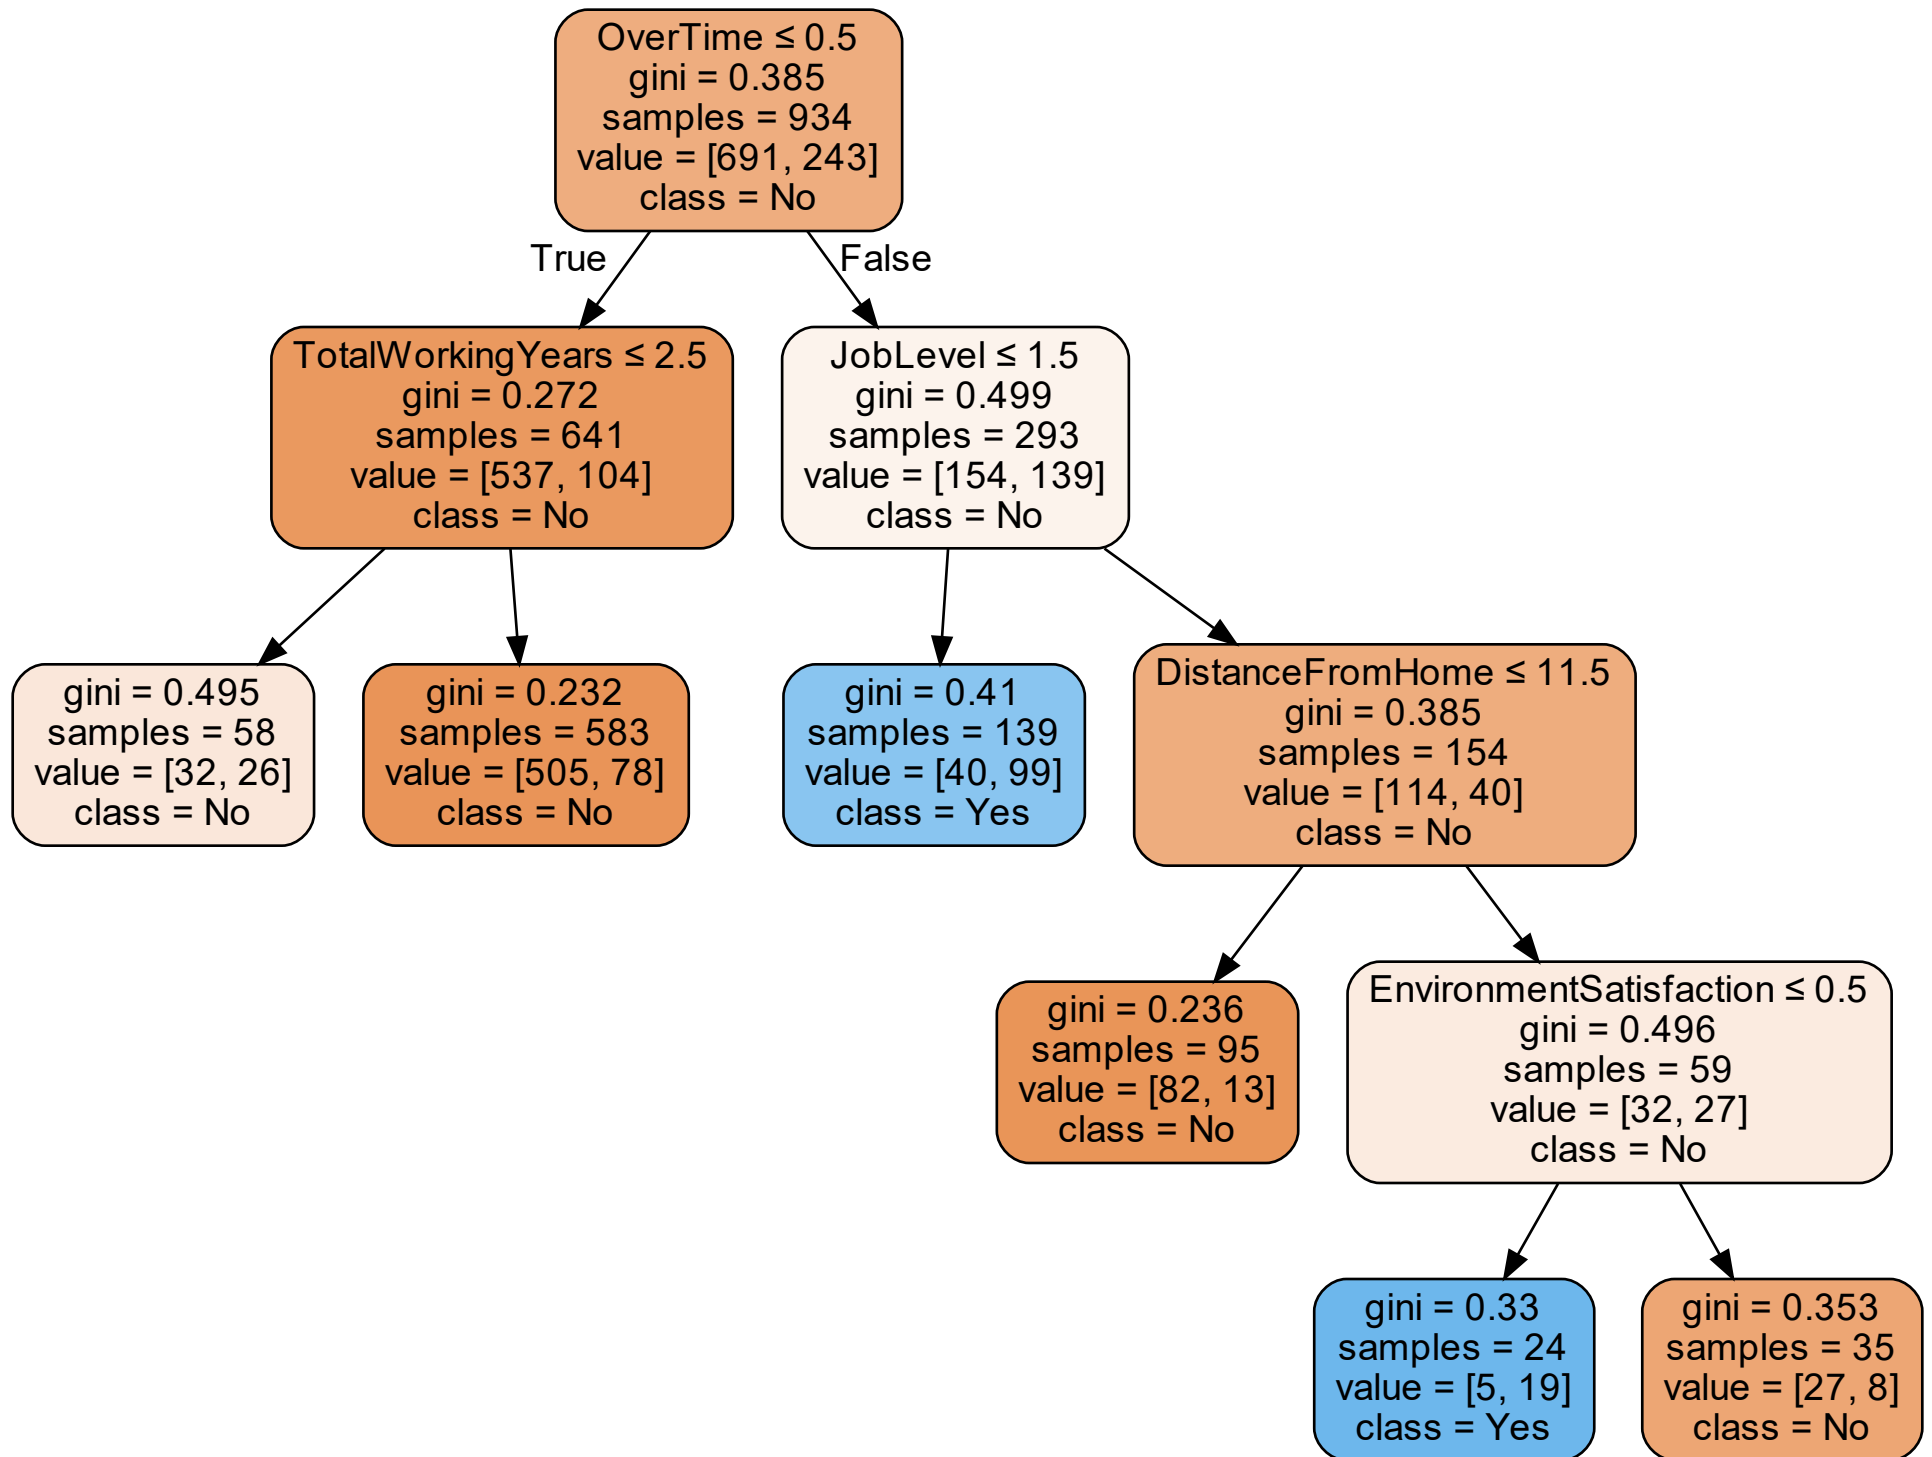 OverTime ≤ 0.5
gini = 0.385
samples = 934
value = [691, 243]
class = No
True
False
TotalWorkingYears ≤ 2.5
gini = 0.272
samples = 641
value = [537, 104]
class = No
JobLevel ≤ 1.5
gini = 0.499
samples = 293
value = [154, 139]
class = No
gini = 0.495
samples = 58
value = [32, 26]
class = No
gini = 0.232
samples = 583
value = [505, 78]
class = No
gini = 0.41
samples = 139
value = [40, 99]
class = Yes
DistanceFromHome ≤ 11.5
gini = 0.385
samples = 154
value = [114, 40]
class = No
gini = 0.236
samples = 95
value = [82, 13]
class = No
EnvironmentSatisfaction ≤ 0.5
gini = 0.496
samples = 59
value = [32, 27]
class = No
gini = 0.33
samples = 24
value = [5, 19]
class = Yes
gini = 0.353
samples = 35
value = [27, 8]
class = No